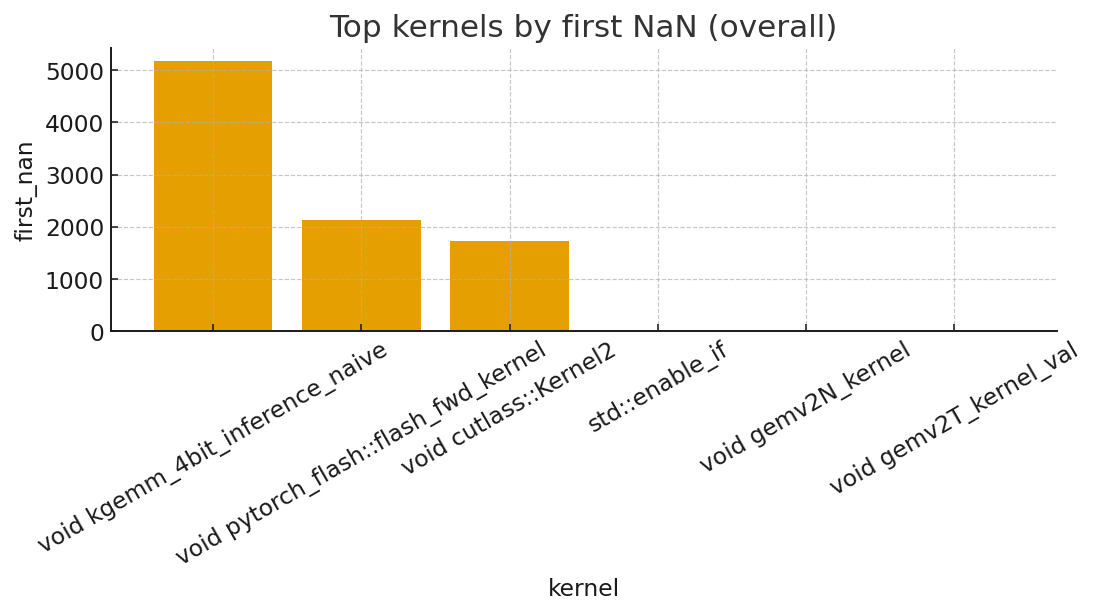 Top kernels by first NaN (overall)
first_nan
5000
4000
3000
2000
1000
0
void kgemm_4bit_inference_naive
void pytorch_flash::flash_fwd_kernel
void cutlass::Kernel2
std::enable_if
void gemv2N_kernel
void gemv2T_kernel_val
kernel